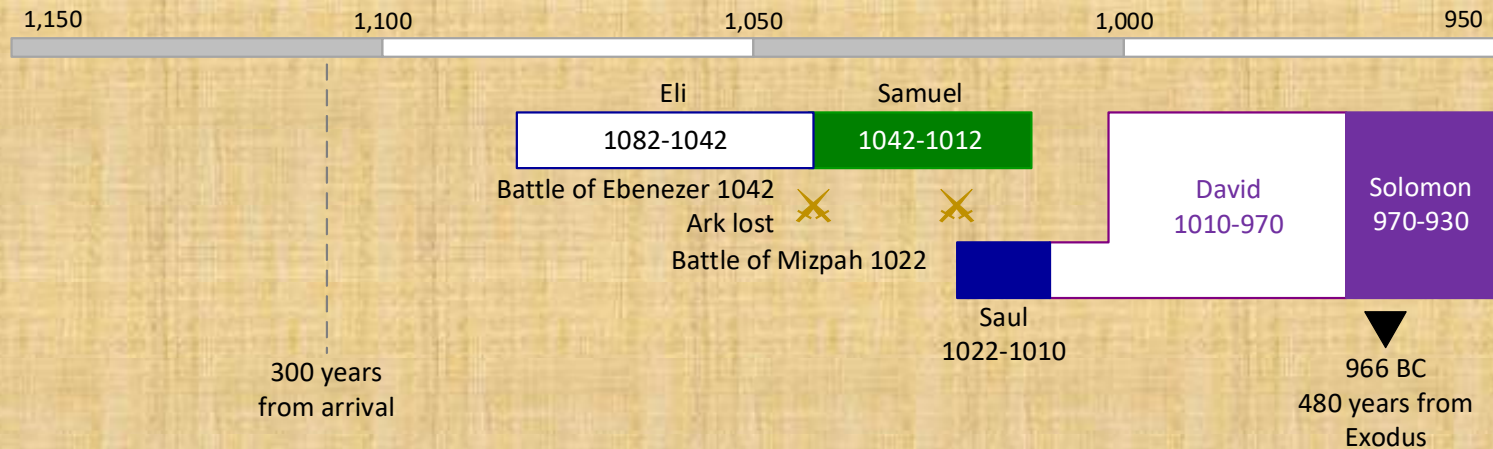 1,150
1,100
1,050
1,000
950
Eli
Samuel
1082-1042
1042-1012
Battle of Ebenezer 1042
Ark lost
Battle of Mizpah 1022
David
1010-970
Solomon
970-930
Saul
1022-1010
300 years
from arrival
966 BC
480 years from
Exodus